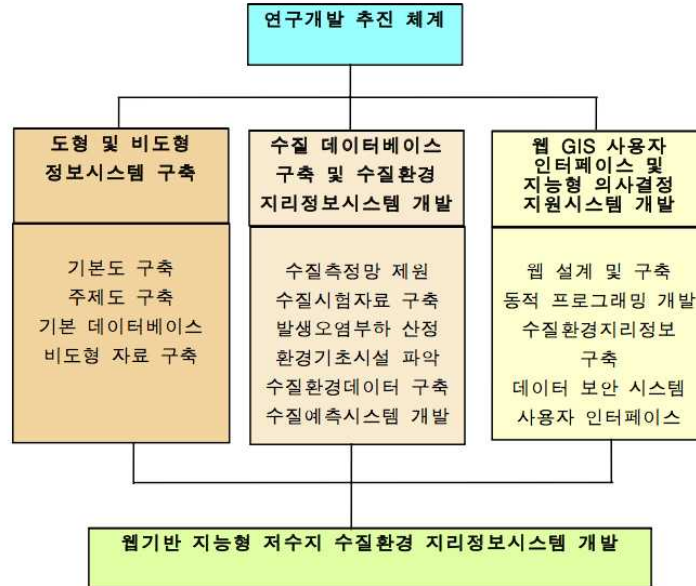 연구개발 추진 체계
도형 및 비도형
정보시스템 구축
기본도 구축
주제도 구축
기본 데이터베이스
비도형 자료 구축
수질 데이터베이스
구축 및 수질환경
지리정보시스템 개발
수질측정망 제원
수질시험자료 구축
발생오염부하 산정
환경기초시설 파악
수질환경데이터 구축
수질예측시스템 개발
웹 GIS 사용자
인터페이스 및
지능형 의사결정
지원시스템 개발
웹 설계 및 구축
동적 프로그래밍 개발
수질환경지리정보
구축
데이터 보안 시스템
사용자 인터페이스
웹기반 지능형 저수지 수질환경 지리정보시스템 개발